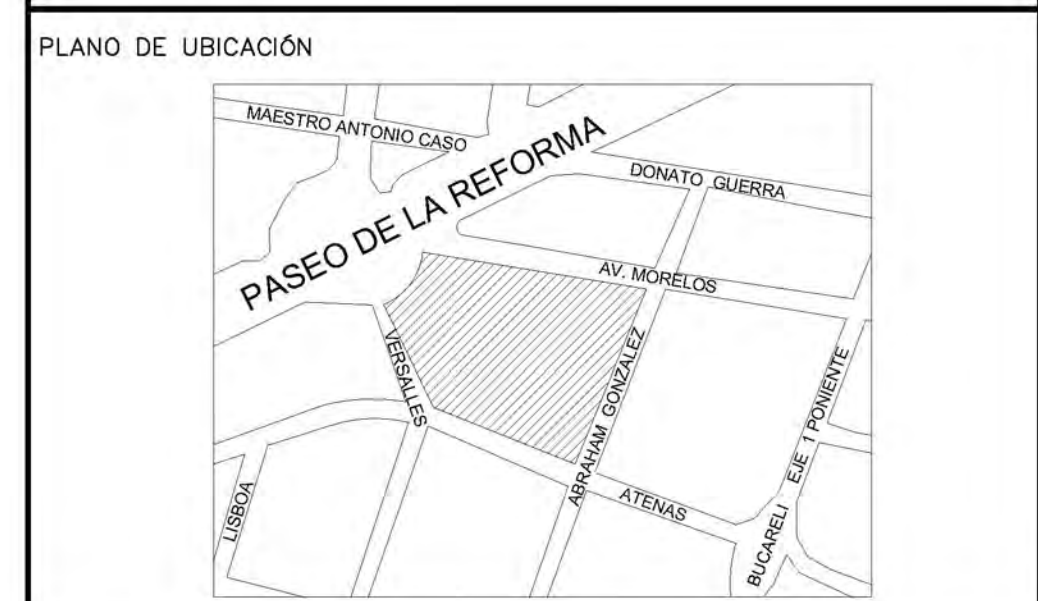 PLANO DE UBICACIÓN
MAESTRO ANTONIO CASO
PASEO DE LA REFORMA
DONATO GUERRA
AV. MORELOS
VERSALLES
ABRAHAM GONZALEZ
EJE 1 PONIENTE
LISBOA
ATENAS
BUCARELI